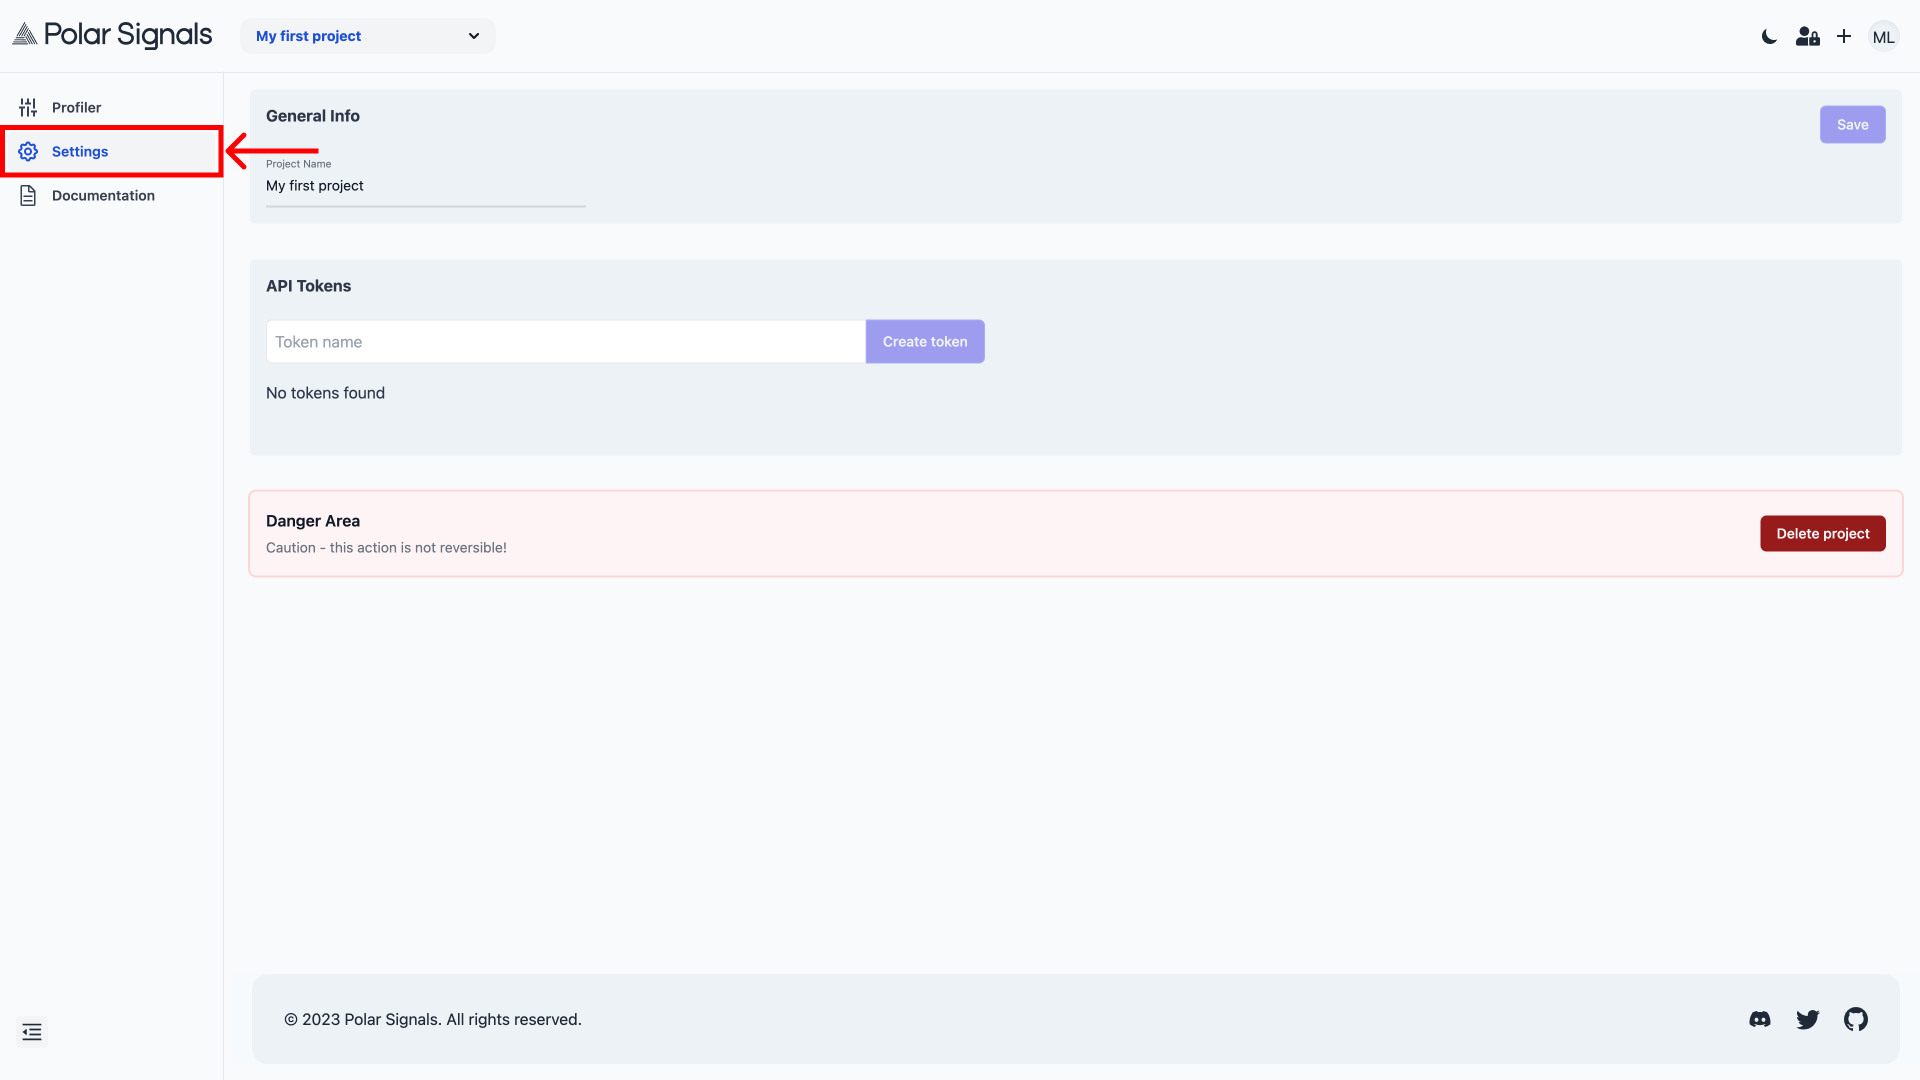 Polar Signals
My first project
ML
Profiler
Settings
Documentation
General Info
Save
Project Name
My first project
API Tokens
Token name
Create token
No tokens found
Danger Area
Caution - this action is not reversible!
Delete project
© 2023 Polar Signals. All rights reserved.